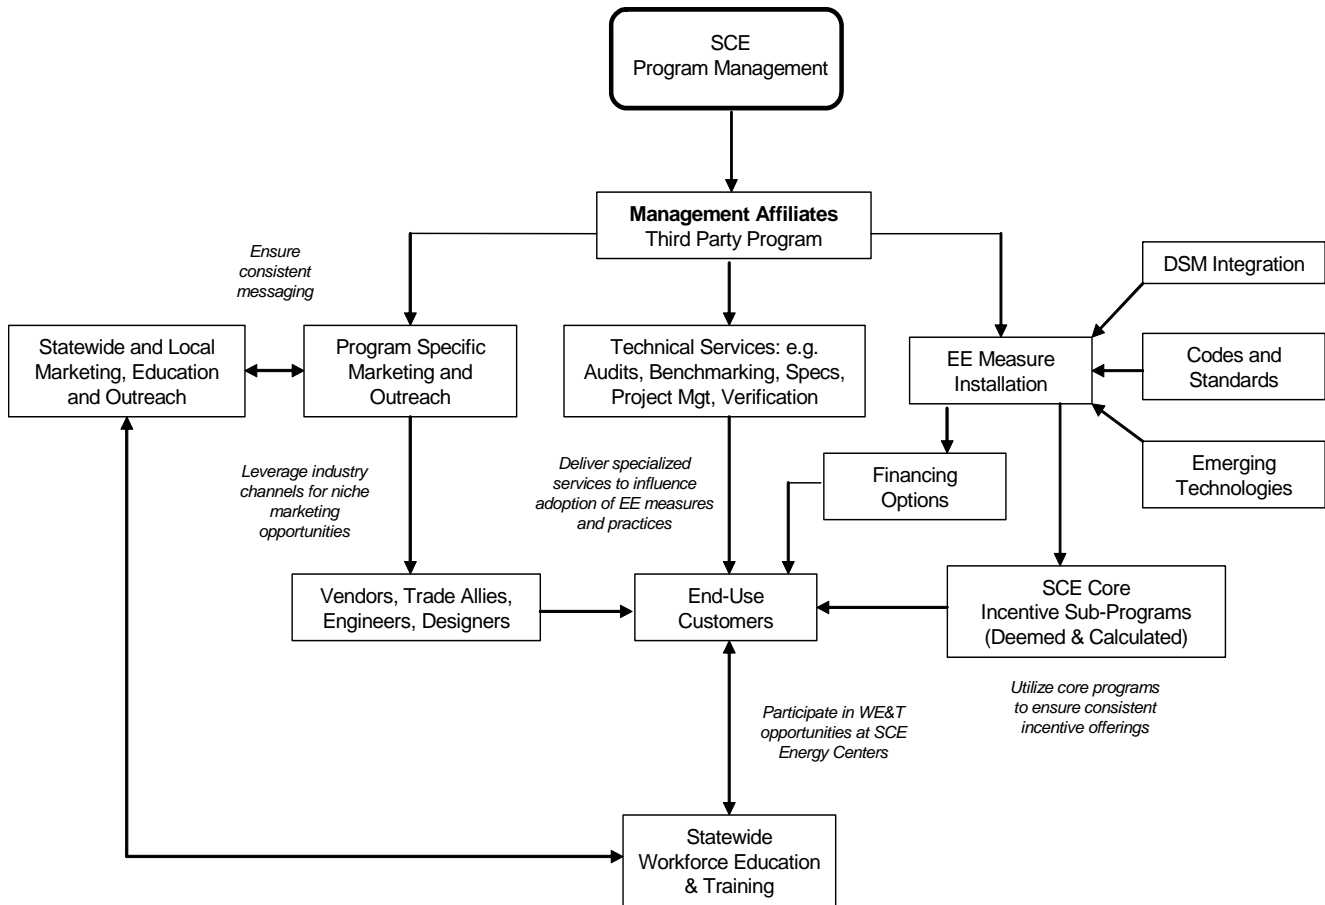 SCE
Program Management
Management Affiliates
Third Party Program
Ensure
consistent
messaging
DSM Integration
Statewide and Local
Marketing, Education
and Outreach
Program Specific
Marketing and
Outreach
Technical Services: e.g.
Audits, Benchmarking, Specs,
Project Mgt, Verification
EE Measure
Installation
Codes and
Standards
Leverage industry
channels for niche
marketing
opportunities
Deliver specialized
services to influence
adoption of EE measures
and practices
Financing
Options
Emerging
Technologies
Vendors, Trade Allies,
Engineers, Designers
End-Use
Customers
SCE Core
Incentive Sub-Programs
(Deemed & Calculated)
Participate in WE&T
opportunities at SCE
Energy Centers
Utilize core programs
to ensure consistent
incentive offerings
Statewide
Workforce Education
& Training